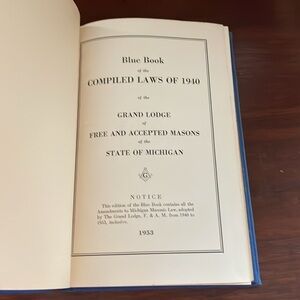 Blue Book
of the
COMPILED LAWS OF 1940
of the
GRAND LODGE
of
FREE AND ACCEPTED MASONS
of the
STATE OF MICHIGAN
G
NOTICE
This edition of the Blue Book contains all the
Amendments to Michigan Masonic Law, adopted
by The Grand Lodge, F. & A. M. from 1940 to
1953, inclusive.
1953